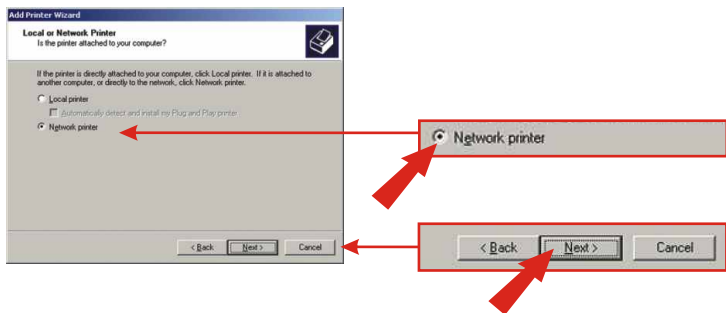 Add Printer Wizard
Local or Network Printer
Is the printer attached to your computer?
If the printer is directly attached to your computer, click Local printer. If it is attached to
another computer, or directly to the network, click Network printer.
Local printer
Automatically detect and install my Plug and Play printer
Network printer
< Back Next > Cancel
Network printer
< Back Next > Cancel